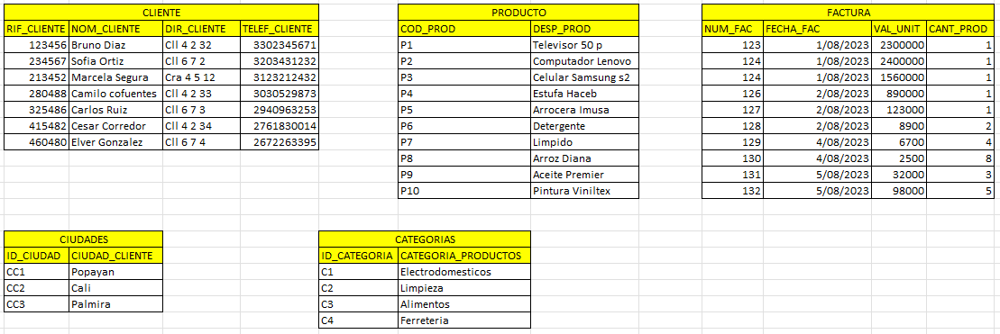 CLIENTE PRODUCTO FACTURA
RIF_CLIENTE NOM_CLIENTE DIR_CLIENTE TELEF_CLIENTE COD_PROD DESP_PROD NUM_FAC FECHA_FAC VAL_UNIT CANT_PROD
123456 Bruno Diaz Cll 4 2 32 3302345671 P1 Televisor 50 p 123 1/08/2023 2300000 1
234567 Sofia Ortiz Cll 6 7 2 3203431232 P2 Computador Lenovo 124 1/08/2023 2400000 1
213452 Marcela Segura Cra 4 5 12 3123212432 P3 Celular Samsung s2 124 1/08/2023 1560000 1
280488 Camilo cofuentes Cll 4 2 33 3030529873 P4 Estufa Haceb 126 2/08/2023 890000 1
325486 Carlos Ruiz Cll 6 7 3 2940963253 P5 Arrocera Imusa 127 2/08/2023 123000 1
415482 Cesar Corredor Cll 4 2 34 2761830014 P6 Detergente 128 2/08/2023 8900 2
460480 Elver Gonzalez Cll 6 7 4 2672263395 P7 Limpido 129 4/08/2023 6700 4
P8 Arroz Diana 130 4/08/2023 2500 8
P9 Aceite Premier 131 5/08/2023 32000 3
P10 Pintura Viniltex 132 5/08/2023 98000 5
CIUDADES CATEGORIAS
ID_CIUDAD CIUDAD_CLIENTE ID_CATEGORIA CATEGORIA_PRODUCTOS
CC1 Popayan C1 Electrodomesticos
CC2 Cali C2 Limpieza
CC3 Palmira C3 Alimentos
C4 Ferreteria